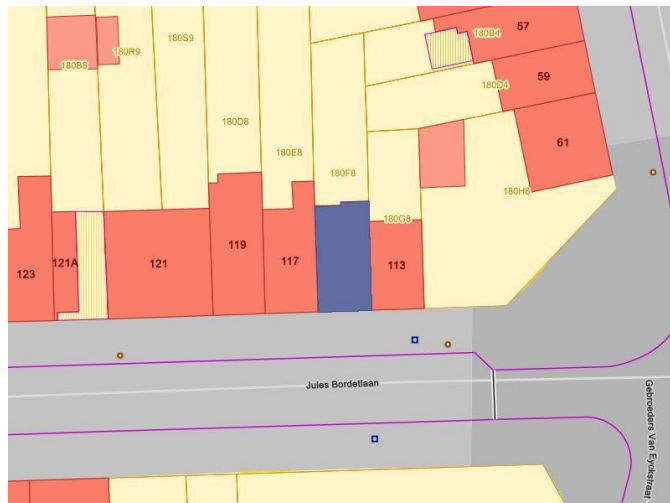 57
180B4
180S9
180R9
180B8
59
180D4
180D8
61
180E8
180F8
180H8
180G8
119
117
121
121A
113
123
Jules Bordetlaan
Gebroeders Van Eyckstraat